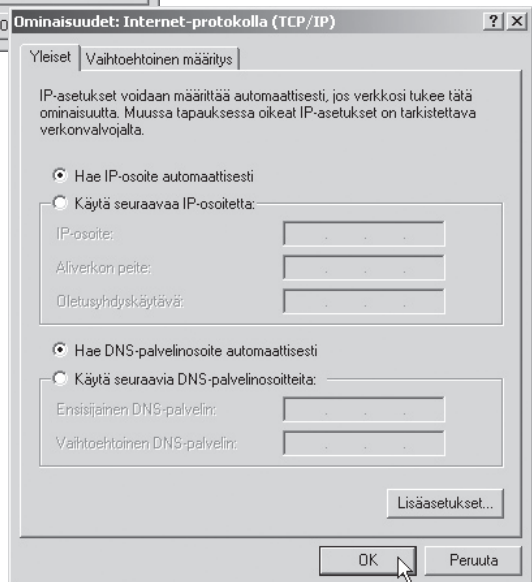 Ominaisuudet: Internet-protokolla (TCP/IP)
Yleiset Vaihtoehtoinen määritys
IP-asetukset voidaan määrittää automaattisesti, jos verkkosi tukee tätä
ominaisuutta. Muussa tapauksessa oikeat IP-asetukset on tarkistettava
verkonvalvojalta.
Hae IP-osoite automaattisesti
Käytä seuraavaa IP-osoitetta:
IP-osoite:
Aliverkon peite:
Oletusyhdyskäytävä:
Hae DNS-palvelinosoite automaattisesti
Käytä seuraavia DNS-palvelinosoitteita:
Ensisijainen DNS-palvelin:
Vaihtoehtoinen DNS-palvelin:
Lisäasetukset...
OK Peruuta